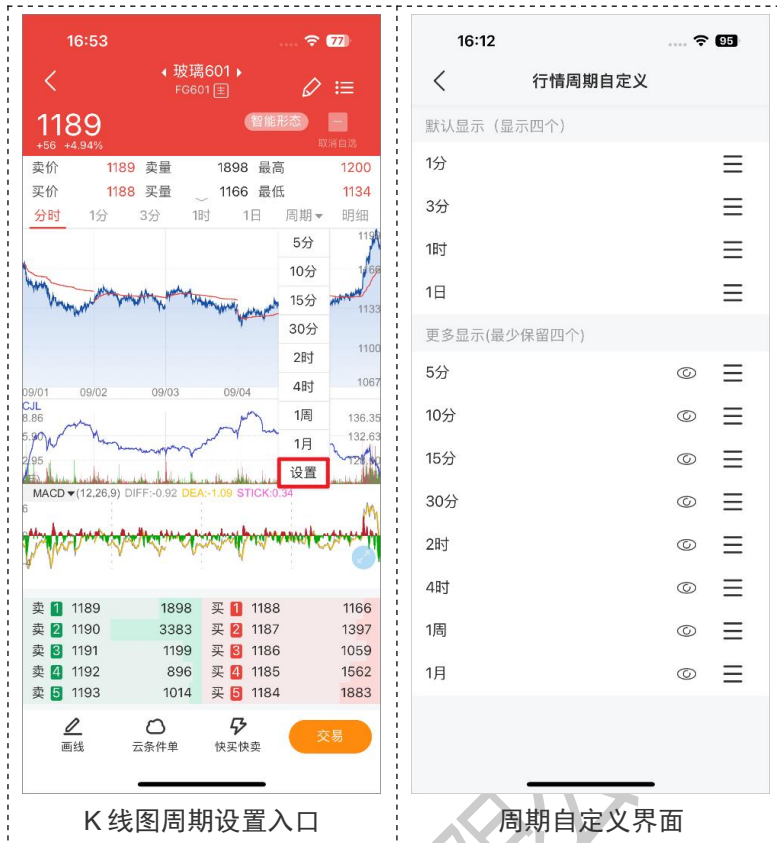 16:53
77
玻璃601
FG601 主
1189
+56 +4.94%
智能形态
取消自选
卖价 1189 卖量 1898 最高 1200
买价 1188 买量 1166 最低 1134
分时 1分 3分 1时 1日 周期 明细
5分
10分
15分
30分
2时
4时
1周
1月
设置
1133
1100
1067
09/01 09/02 09/03 09/04
CJL
8.86
136.35
132.63
MACD (12,26,9) DIFF:-0.92 DEA:-1.09 STICK:0.34
卖 1 1189 1898 买 1 1188 1166
卖 2 1190 3383 买 2 1187 1397
卖 3 1191 1199 买 3 1186 1059
卖 4 1192 896 买 4 1185 1562
卖 5 1193 1014 买 5 1184 1883
画线 云条件单 快买快卖 交易
K线图周期设置入口
16:12
95
行情周期自定义
默认显示（显示四个）
1分
3分
1时
1日
更多显示(最少保留四个)
5分
10分
15分
30分
2时
4时
1周
1月
周期自定义界面